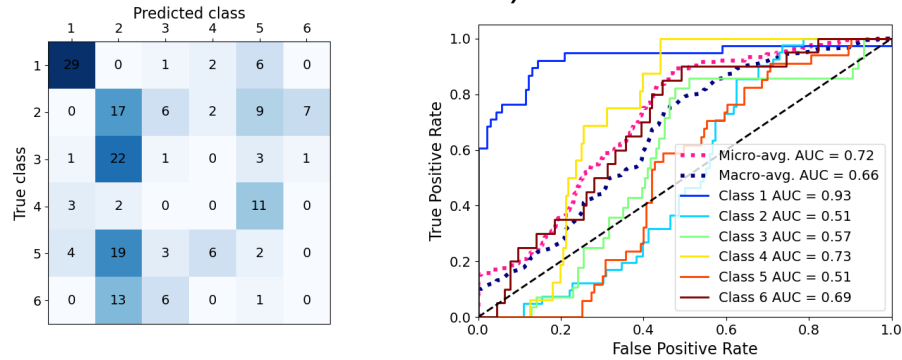 Predicted class
1 2 3 4 5 6
True class
1 29 0 1 2 6 0
2 0 17 6 2 9 7
3 1 22 1 0 3 1
4 3 2 0 0 11 0
5 4 19 3 6 2 0
6 0 13 6 0 1 0
)
True Positive Rate
1.0
0.8
0.6
0.4
0.2
0.0
Micro-avg. AUC = 0.72
Macro-avg. AUC = 0.66
Class 1 AUC = 0.93
Class 2 AUC = 0.51
Class 3 AUC = 0.57
Class 4 AUC = 0.73
Class 5 AUC = 0.51
Class 6 AUC = 0.69
0.0 0.2 0.4 0.6 0.8 1.0
False Positive Rate